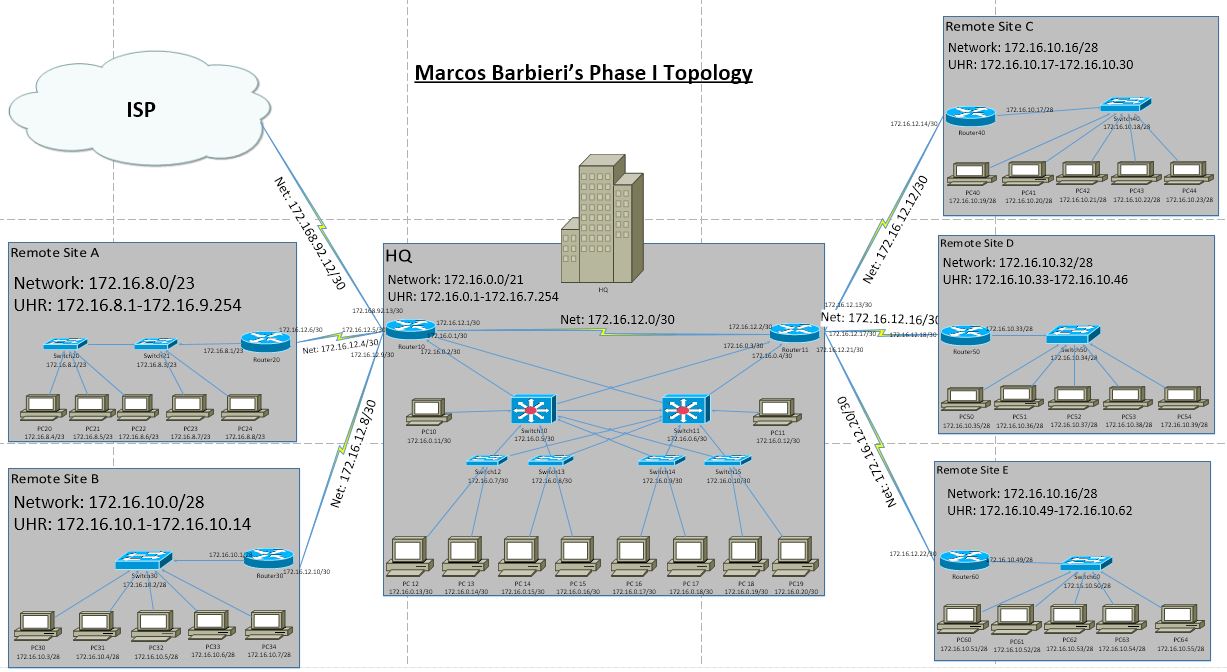 Marcos Barbieri's Phase I Topology
ISP
Net: 172.168.92.12/30
Remote Site A
Network: 172.16.8.0/23
UHR: 172.16.8.1-172.16.9.254
172.16.8.1/23
Router20
172.16.12.6/30
Switch20
172.16.8.2/23
Switch21
172.16.8.3/23
PC20
172.16.8.4/23
PC21
172.16.8.5/23
PC22
172.16.8.6/23
PC23
172.16.8.7/23
PC24
172.16.8.8/23
Net: 172.16.12.4/30
Remote Site B
Network: 172.16.10.0/28
UHR: 172.16.10.1-172.16.10.14
172.16.10.1/28
Router30
172.16.12.10/30
Switch30
172.16.10.2/28
PC30
172.16.10.3/28
PC31
172.16.10.4/28
PC32
172.16.10.5/28
PC33
172.16.10.6/28
PC34
172.16.10.7/28
Net: 172.16.12.8/30
HQ
Network: 172.16.0.0/21
UHR: 172.16.0.1-172.16.7.254
HQ
172.168.92.13/30
172.16.12.5/30
172.16.12.9/30
Router10
172.16.12.1/30
172.16.0.1/30
172.16.0.2/30
Net: 172.16.12.0/30
172.16.12.2/30
172.16.0.3/30
172.16.0.4/30
Router11
172.16.12.13/30
172.16.12.17/30
172.16.12.21/30
PC10
172.16.0.11/30
Switch10
172.16.0.5/30
Switch11
172.16.0.6/30
PC11
172.16.0.12/30
Switch12
172.16.0.7/30
Switch13
172.16.0.8/30
Switch14
172.16.0.9/30
Switch15
172.16.0.10/30
PC 12
172.16.0.13/30
PC 13
172.16.0.14/30
PC 14
172.16.0.15/30
PC 15
172.16.0.16/30
PC 16
172.16.0.17/30
PC 17
172.16.0.18/30
PC 18
172.16.0.19/30
PC19
172.16.0.20/30
Net: 172.16.12.12/30
Net: 172.16.12.16/30
Net: 172.16.12.20/30
Remote Site C
Network: 172.16.10.16/28
UHR: 172.16.10.17-172.16.10.30
172.16.12.14/30
Router40
172.16.10.17/28
Switch40
172.16.10.18/28
PC40
172.16.10.19/28
PC41
172.16.10.20/28
PC42
172.16.10.21/28
PC43
172.16.10.22/28
PC44
172.16.10.23/28
Remote Site D
Network: 172.16.10.32/28
UHR: 172.16.10.33-172.16.10.46
172.16.12.18/30
Router50
172.16.10.33/28
Switch50
172.16.10.34/28
PC50
172.16.10.35/28
PC51
172.16.10.36/28
PC52
172.16.10.37/28
PC53
172.16.10.38/28
PC54
172.16.10.39/28
Remote Site E
Network: 172.16.10.16/28
UHR: 172.16.10.49-172.16.10.62
172.16.12.22/30
Router60
172.16.10.49/28
Switch60
172.16.10.50/28
PC60
172.16.10.51/28
PC61
172.16.10.52/28
PC62
172.16.10.53/28
PC63
172.16.10.54/28
PC64
172.16.10.55/28